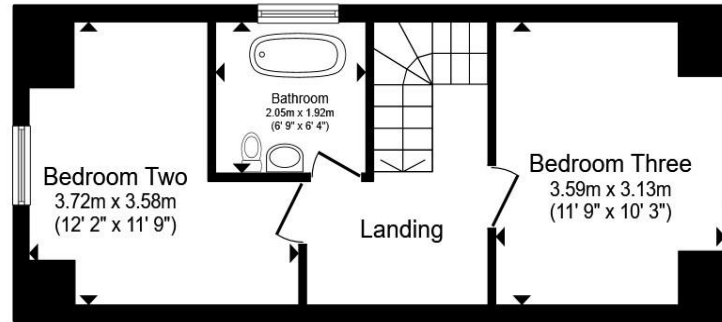 Bathroom
2.05m x 1.92m
(6' 9" x 6' 4")
Bedroom Two
3.72m x 3.58m
(12' 2" x 11' 9")
Landing
Bedroom Three
3.59m x 3.13m
(11' 9" x 10' 3")